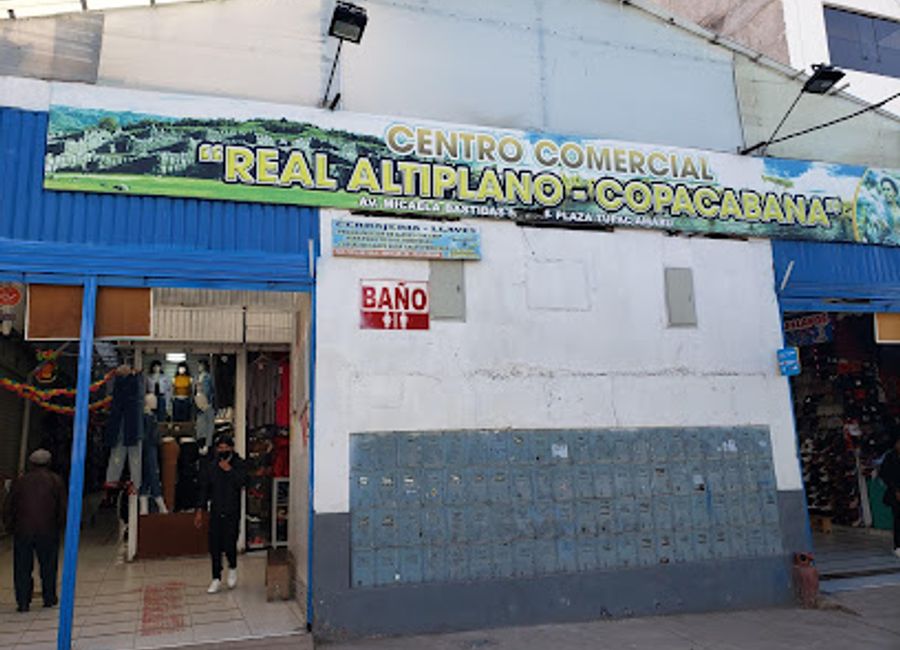 CENTRO COMERCIAL
“REAL ALTIPLANO - COPACABANA”
AV. MICAELA BASTIDAS PLAZA TUPAC AMARU
CERRAJERIA - LLAVES
BAÑO